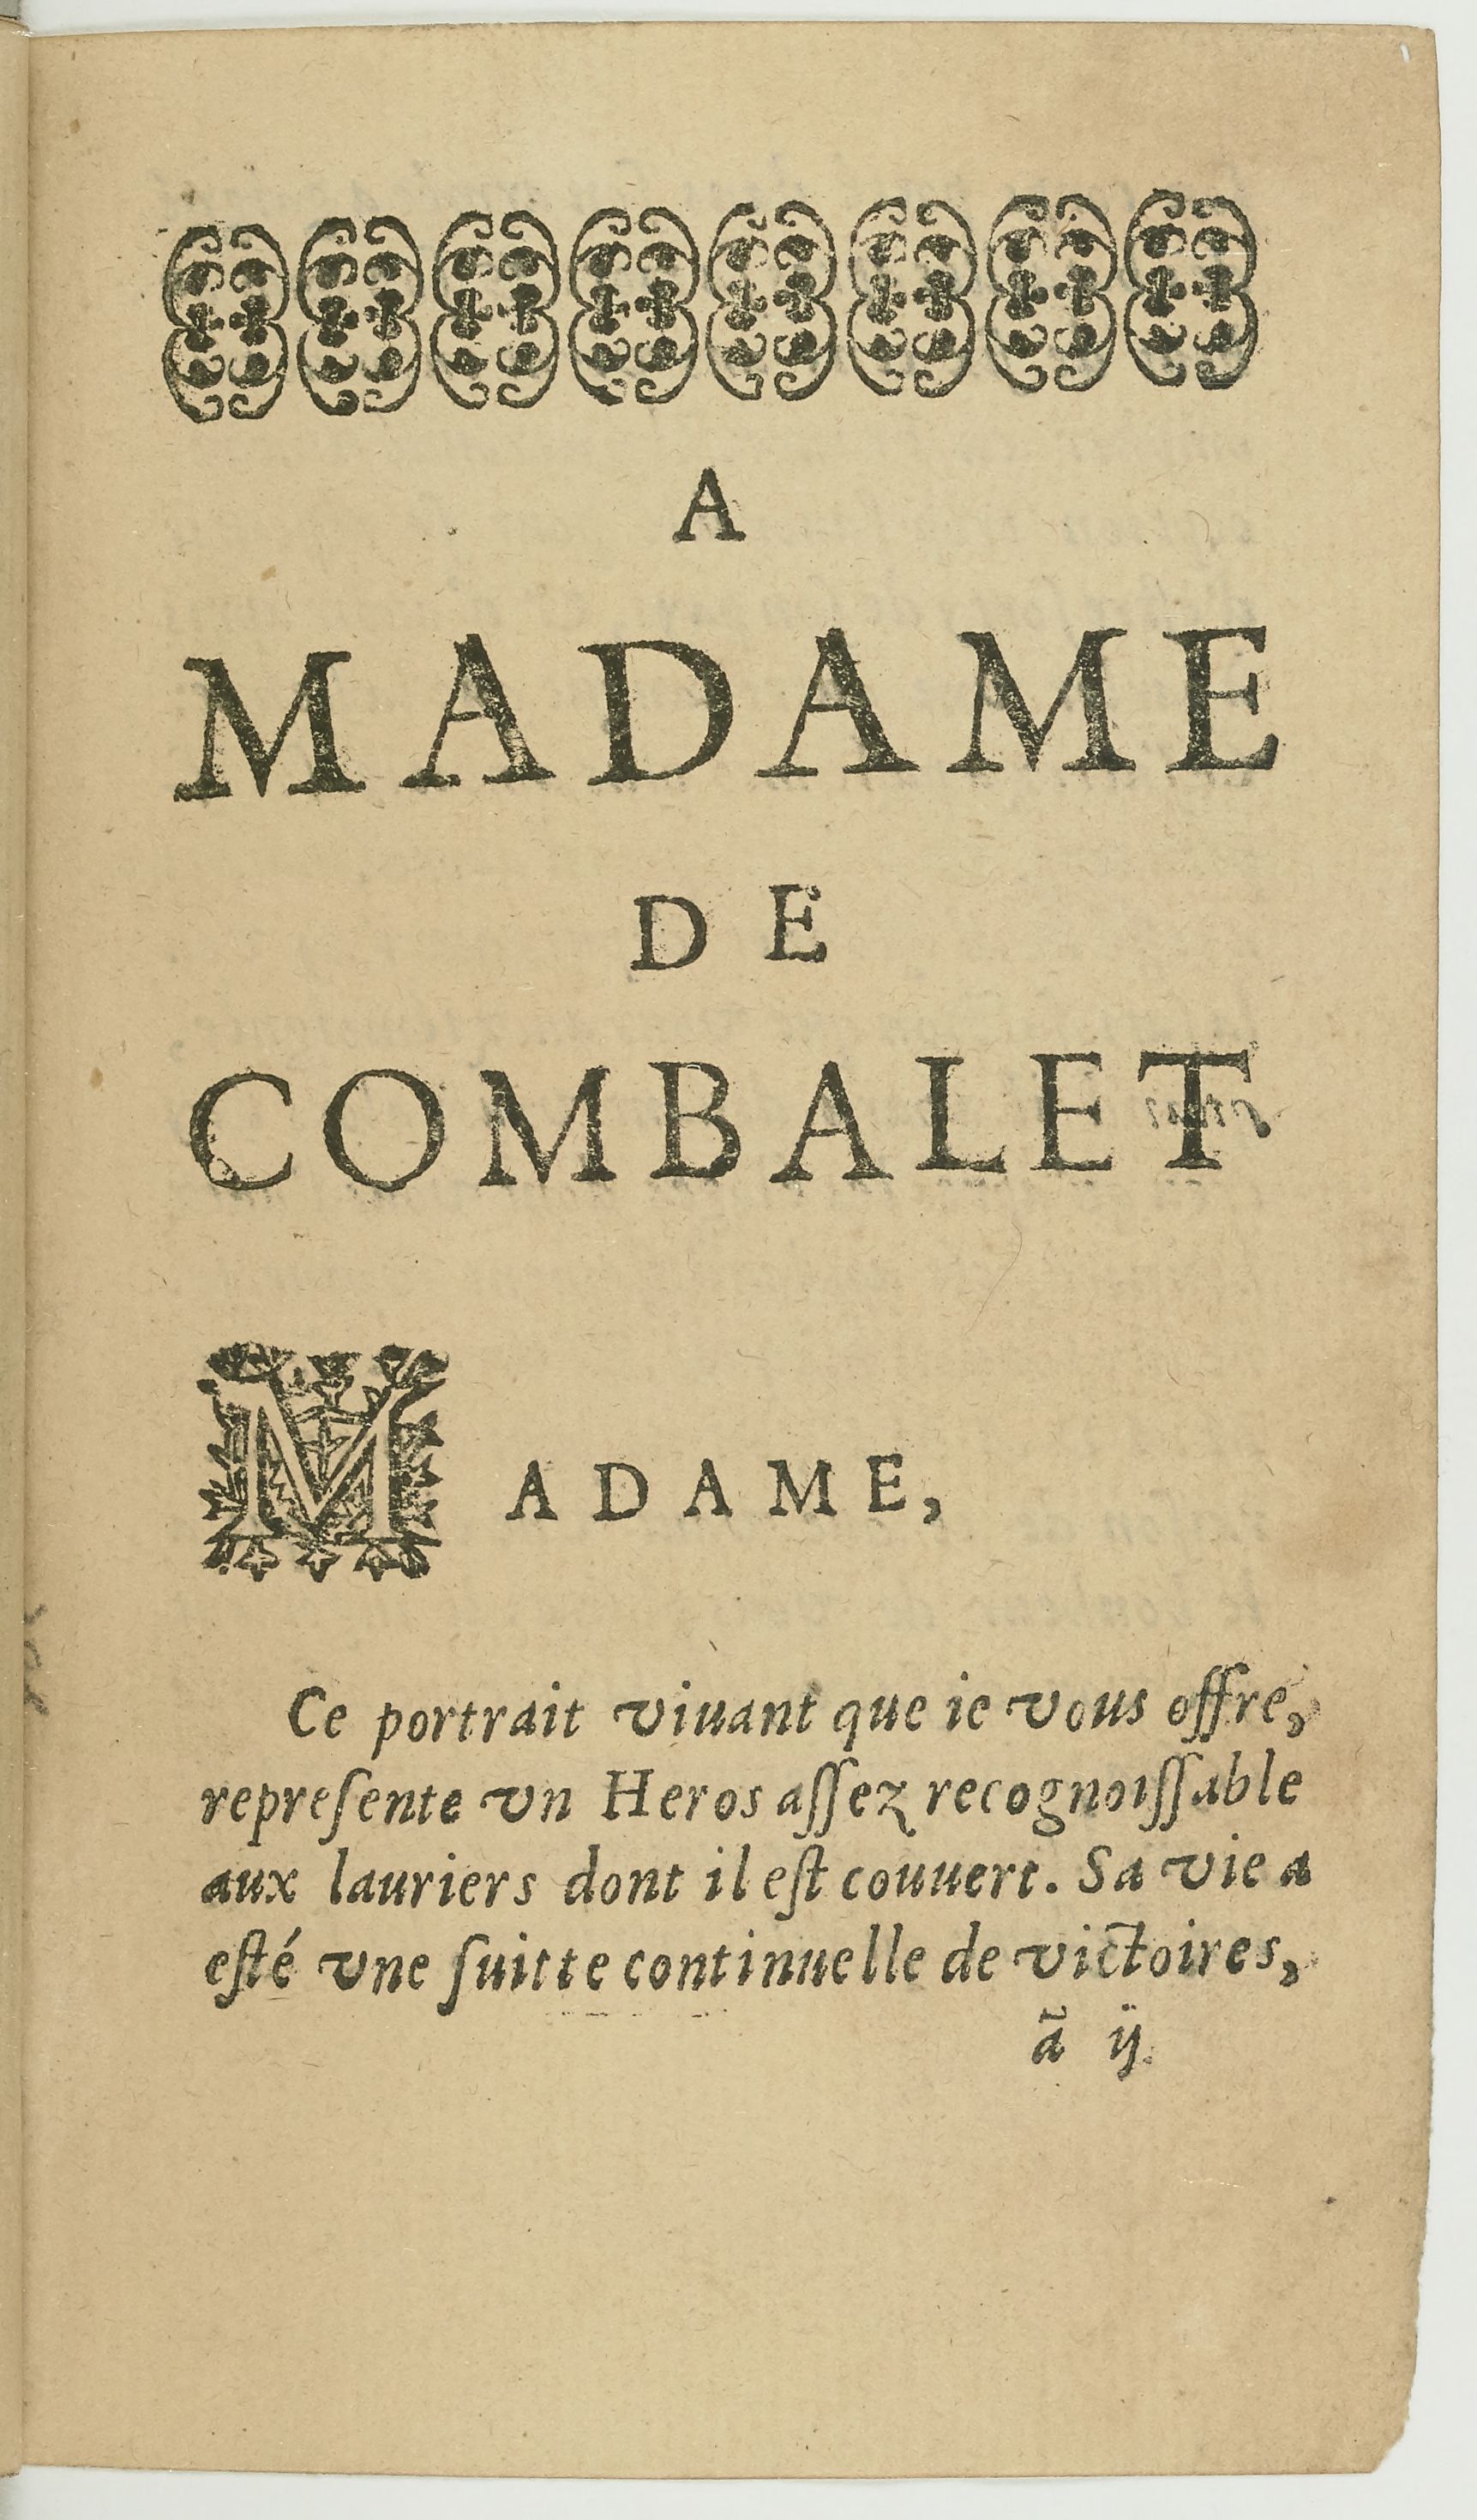 A
MADAME
DE
COMBALET
MADAME,
Ce portrait viuant que ie vous offre,
repreſente vn Heros aſſez recognoiſſable
aux lauriers dont il eſt couuert. Sa vie a
eſté vne ſuitte continuelle de victoires,
ã ij.